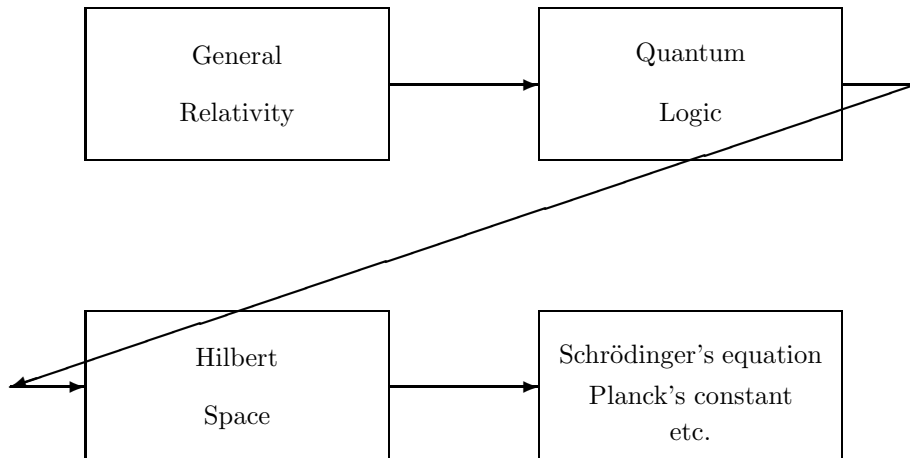 General
Relativity
Quantum
Logic
Hilbert
Space
Schrödinger's equation
Planck's constant
etc.